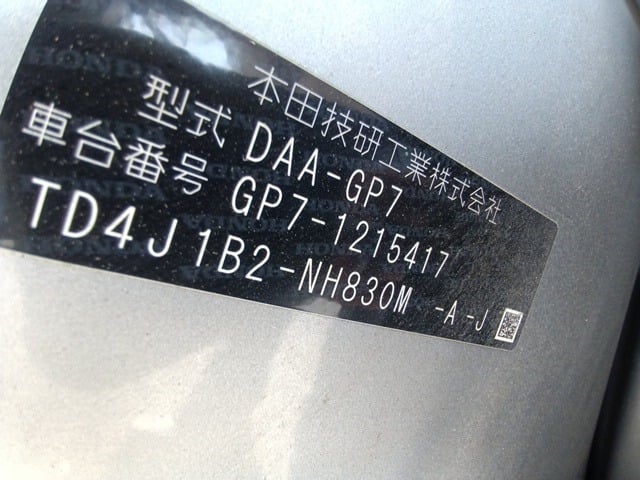 本田技研工業株式会社
型式 DAA-GP7
車台番号 GP7-1215417
TD4J1B2-NH830M -A-J